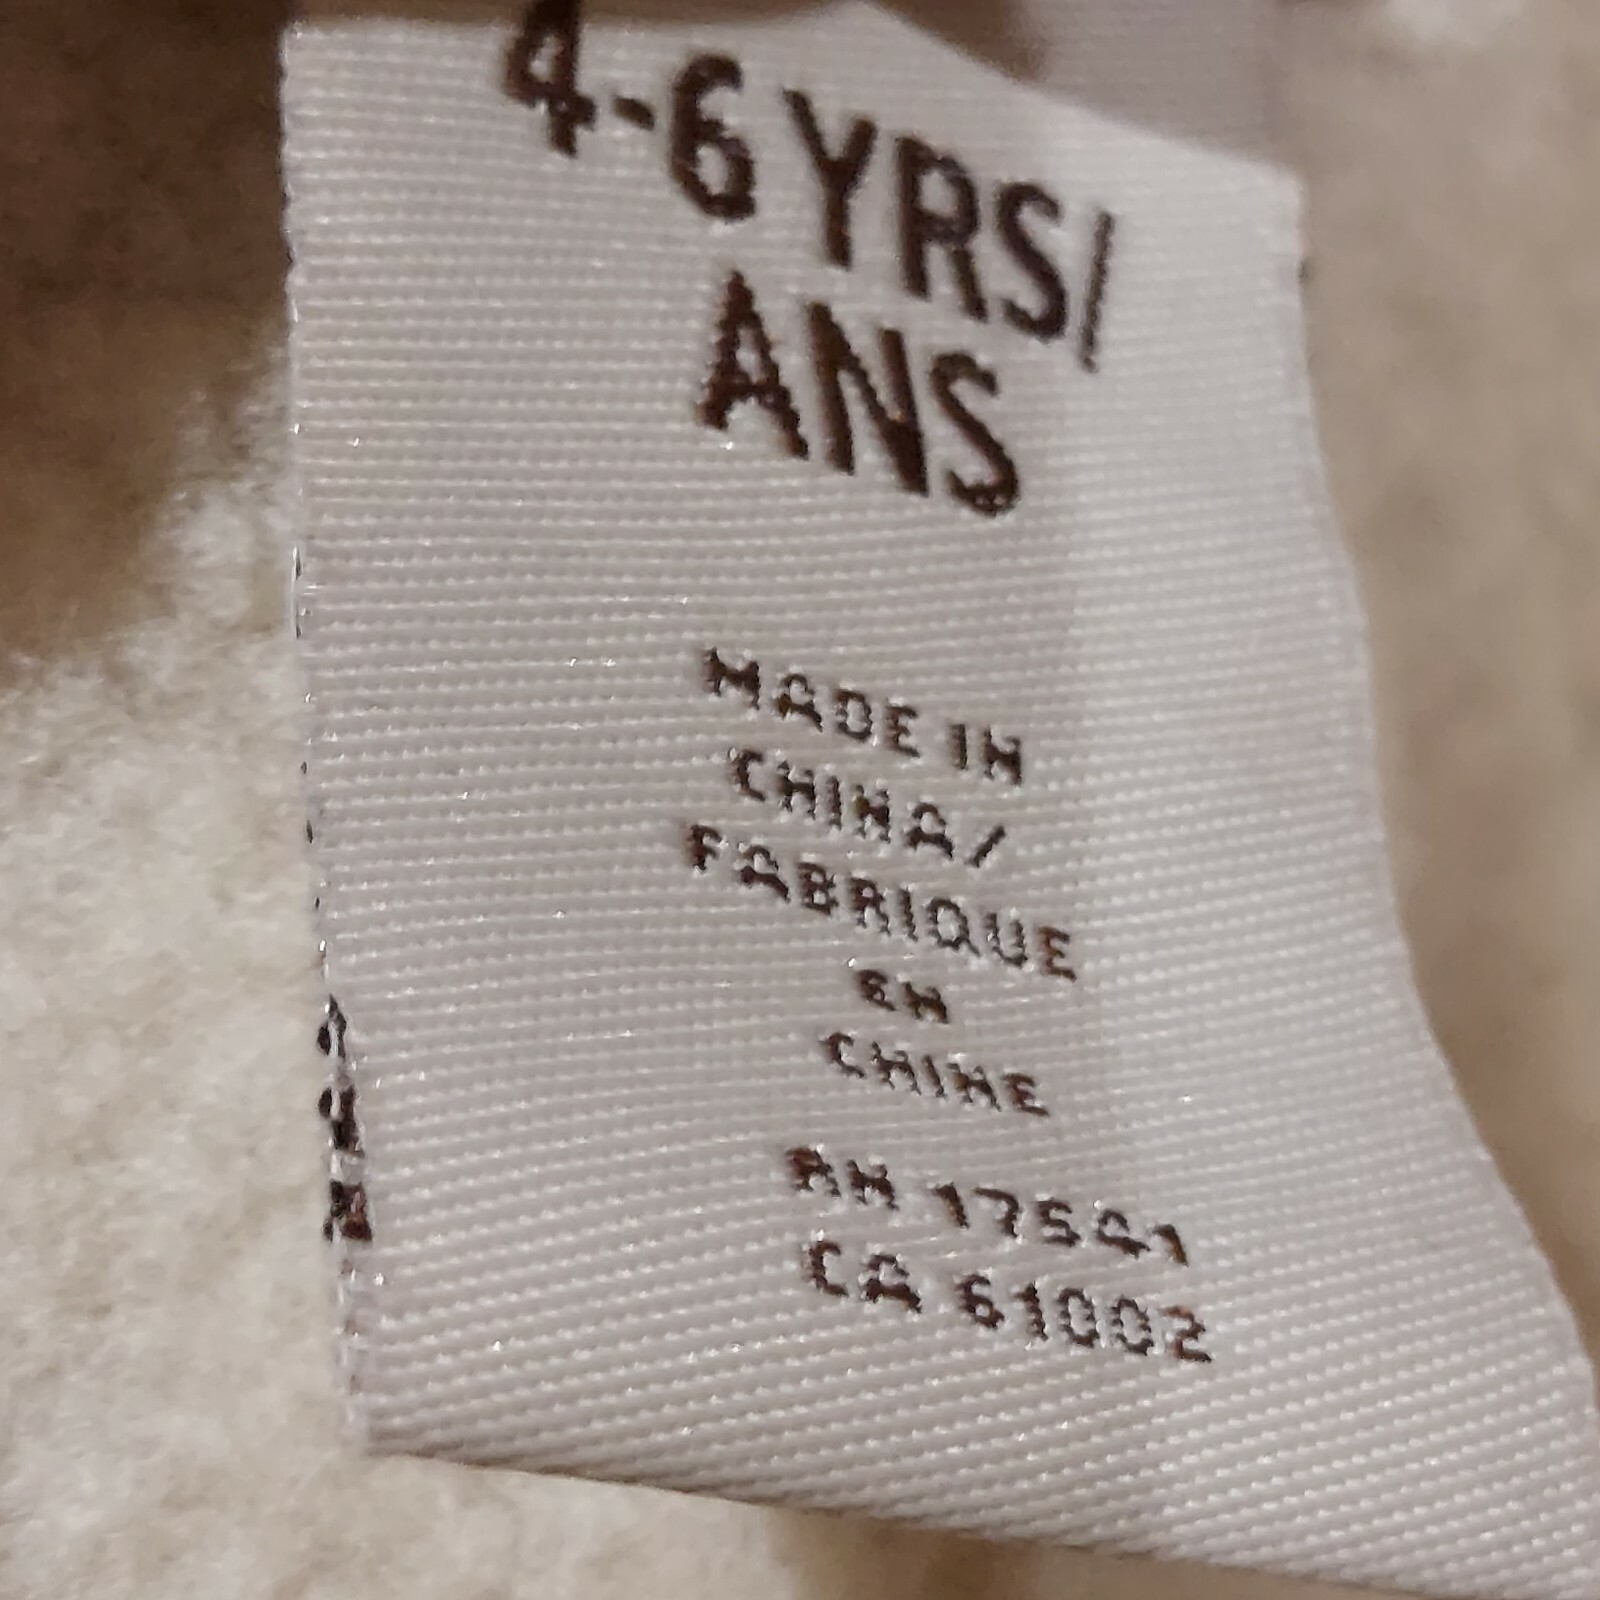 4-6 YRS/
ANS
MADE IN
CHINA/
FABRIQUE
EN
CHINE
RN 17541
CA 61002